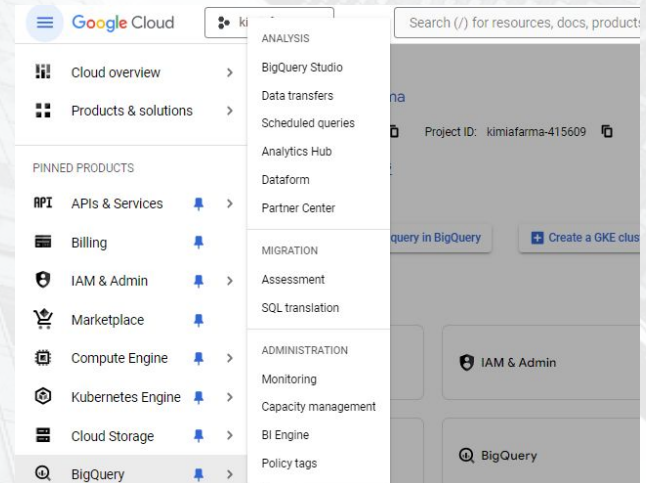 Google Cloud
Search (/) for resources, docs, products
Cloud overview
Products & solutions
PINNED PRODUCTS
API APIs & Services
Billing
IAM & Admin
Marketplace
Compute Engine
Kubernetes Engine
Cloud Storage
BigQuery
ANALYSIS
BigQuery Studio
Data transfers
Scheduled queries
Analytics Hub
Dataform
Partner Center
MIGRATION
Assessment
SQL translation
ADMINISTRATION
Monitoring
Capacity management
BI Engine
Policy tags
Project ID: kimiafarma-415609
query in BigQuery
Create a GKE clus
IAM & Admin
BigQuery